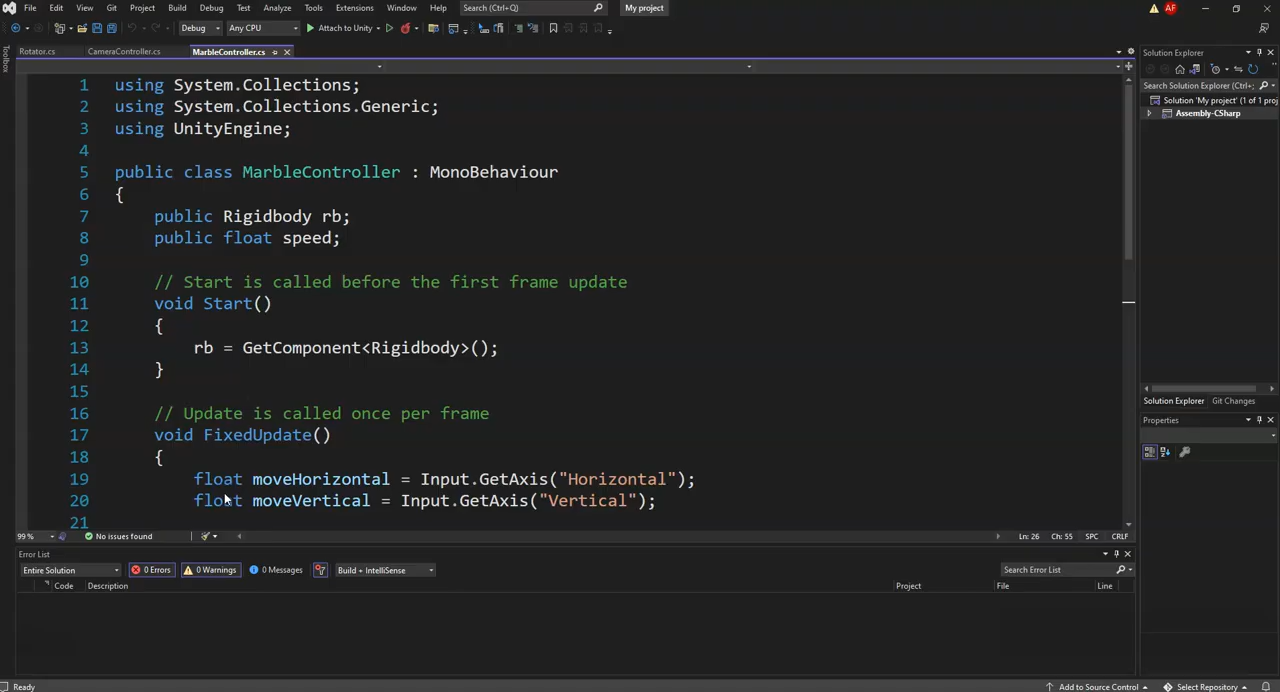 File Edit View Git Project Build Debug Test Analyze Tools Extensions Window Help Search (Ctrl+Q) My project AF
Debug Any CPU Attach to Unity
Toolbox
Rotator.cs CameraController.cs MarbleController.cs
1 using System.Collections;
2 using System.Collections.Generic;
3 using UnityEngine;
4
5 public class MarbleController : MonoBehaviour
6 {
7 public Rigidbody rb;
8 public float speed;
9
10 // Start is called before the first frame update
11 void Start()
12 {
13 rb = GetComponent<Rigidbody>();
14 }
15
16 // Update is called once per frame
17 void FixedUpdate()
18 {
19 float moveHorizontal = Input.GetAxis("Horizontal");
20 float moveVertical = Input.GetAxis("Vertical");
21
99 % No issues found Ln: 26 Ch: 55 SPC CRLF
Error List
Entire Solution 0 Errors 0 Warnings 0 Messages Build + IntelliSense Search Error List
Code Description Project File Line
Solution Explorer
Search Solution Explorer (Ctrl+;
Solution 'My project' (1 of 1 proj
Assembly-CSharp
Solution Explorer Git Changes
Properties
Ready Add to Source Control Select Repository